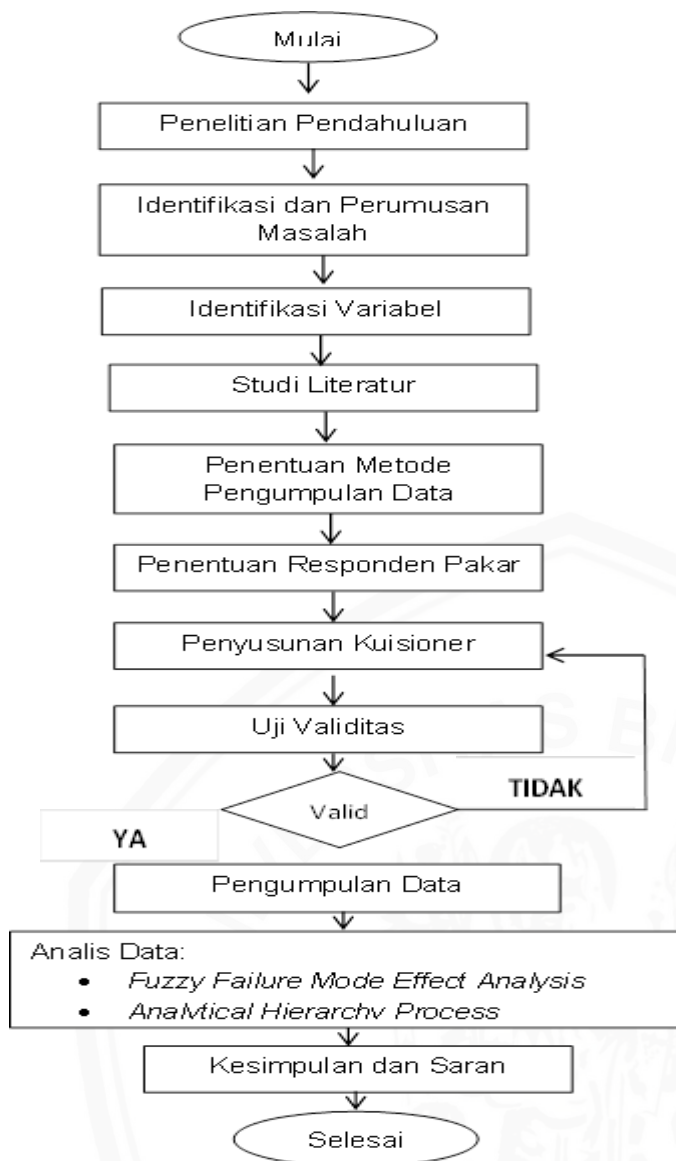 Mulai
Penelitian Pendahuluan
Identifikasi dan Perumusan
Masalah
Identifikasi Variabel
Studi Literatur
Penentuan Metode
Pengumpulan Data
Penentuan Responden Pakar
Penyusunan Kuisioner
Uji Validitas
Valid
TIDAK
YA
Pengumpulan Data
Analis Data:
• Fuzzy Failure Mode Effect Analysis
• Analytical Hierarchy Process
Kesimpulan dan Saran
Selesai